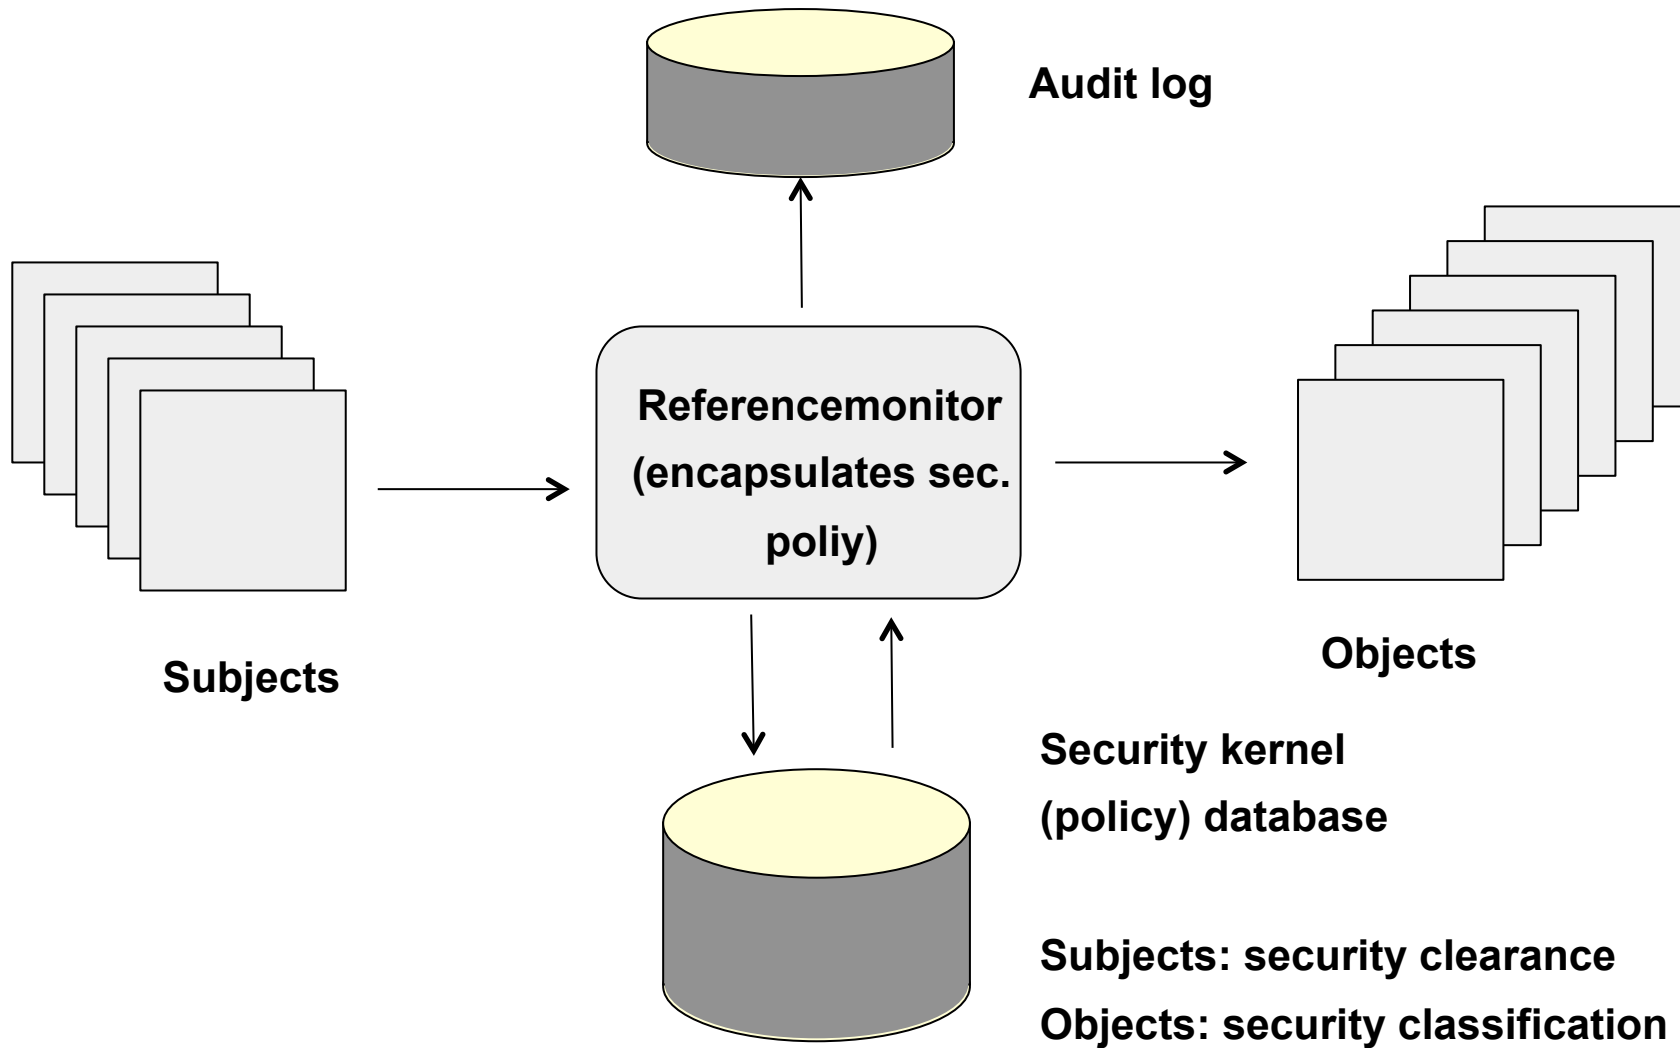 Audit log
Referencemonitor
(encapsulates sec.
poliy)
Subjects
Objects
Security kernel
(policy) database
Subjects: security clearance
Objects: security classification